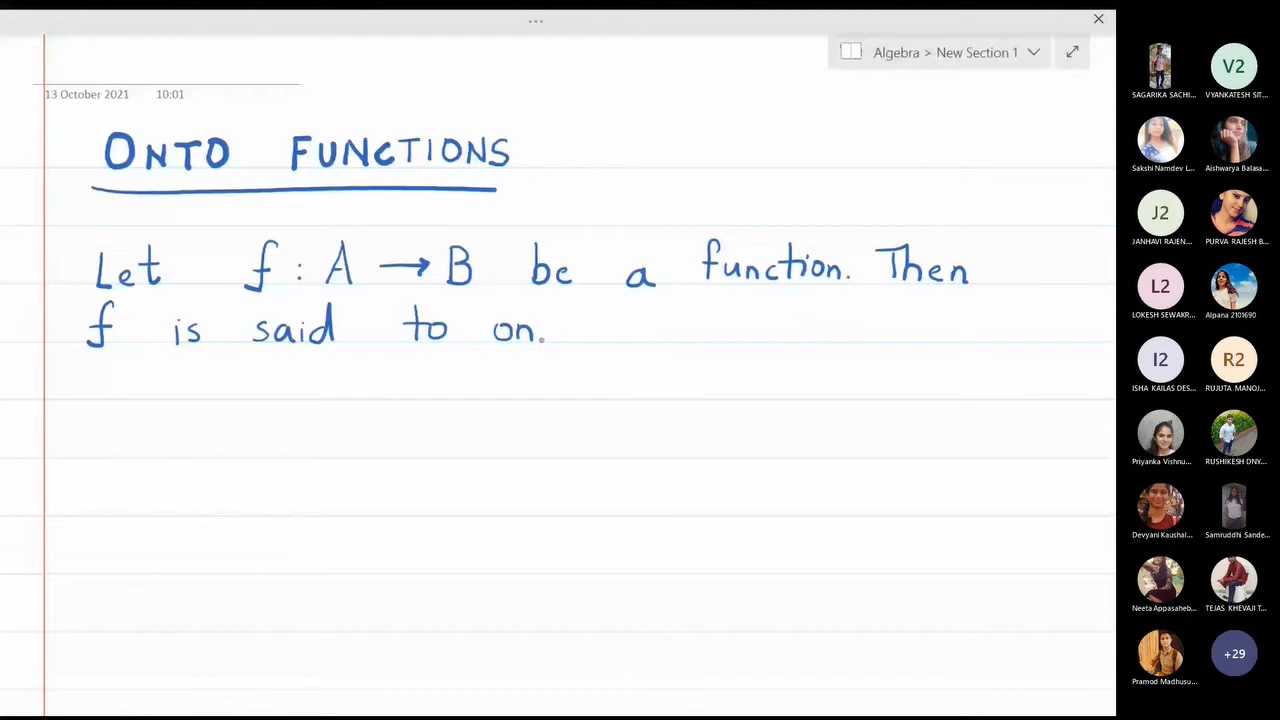 ...
Algebra > New Section 1
13 October 2021 10:01
ONTO FUNCTIONS
Let f : A → B be a function. Then
f is said to on.
SAGARIKA SACHI...
VYANKATESH SIT...
Sakshi Namdev L...
Aishwarya Balasa...
J2
JANHAVI RAJEN...
PURVA RAJESH B...
L2
LOKESH SEWAKR...
Alpana 2101690
I2
ISHA KAILAS DES...
R2
RUJUTA MANOJ...
Priyanka Vishnu...
RUSHIKESH DNY...
Devyani Kaushal...
Samruddhi Sande...
Neeta Appasaheb...
TEJAS KHEVAJI T...
Pramod Madhusu...
+29
V2